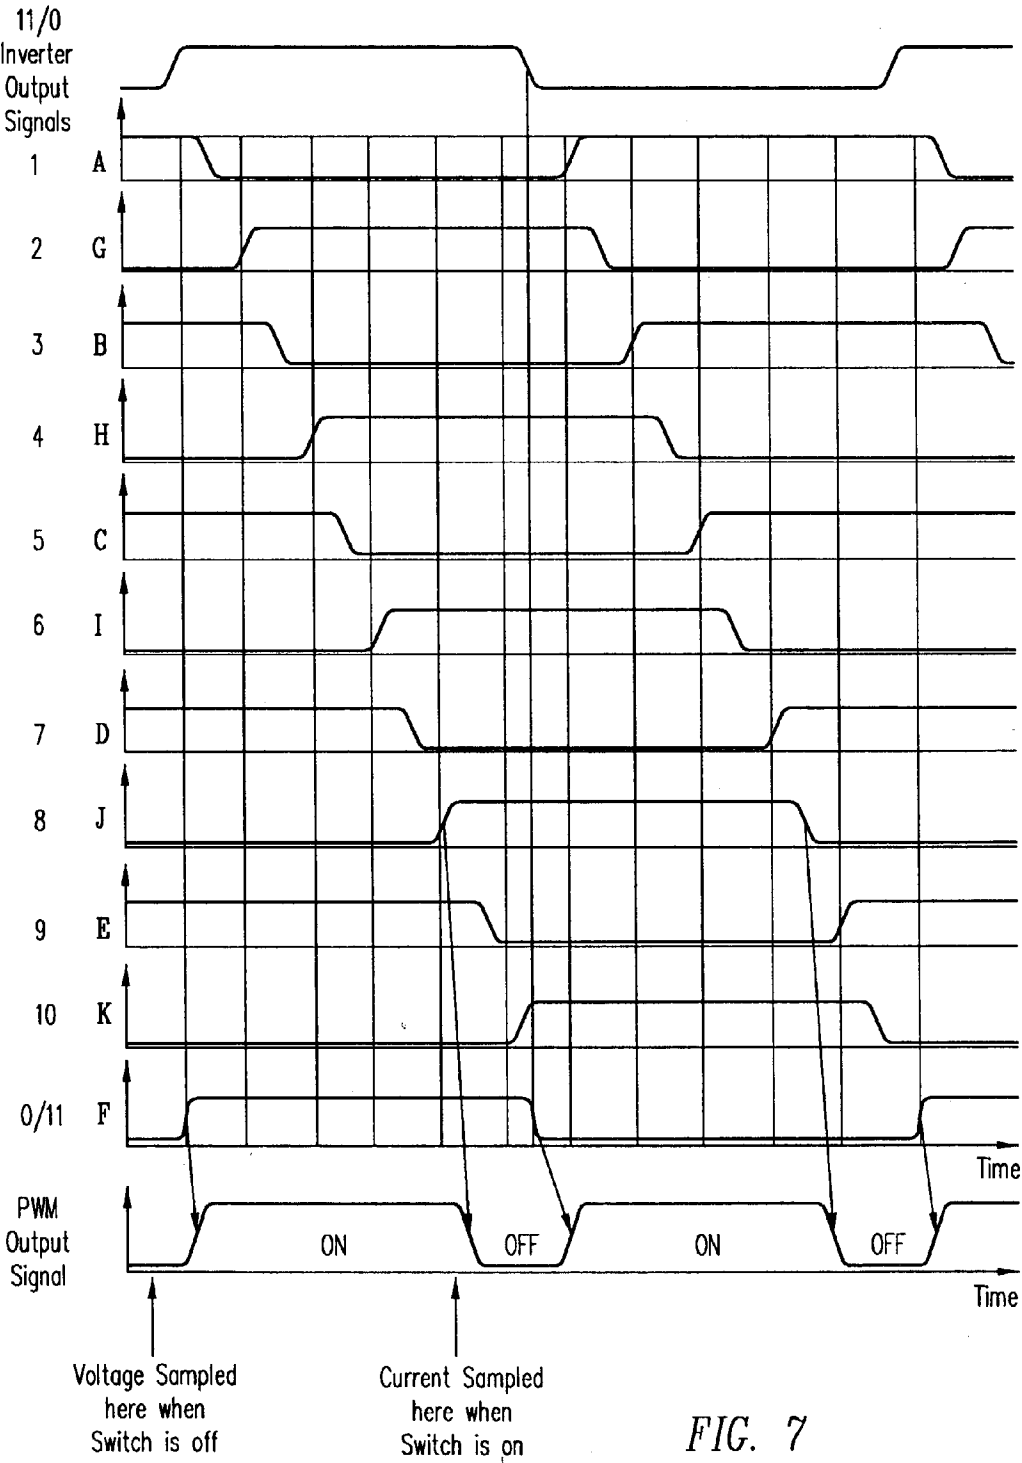 11/0
Inverter
Output
Signals
1 A
2 G
3 B
4 H
5 C
6 I
7 D
8 J
9 E
10 K
0/11 F
Time
PWM
Output
Signal
ON OFF ON OFF
Time
Voltage Sampled
here when
Switch is off
Current Sampled
here when
Switch is on
FIG. 7